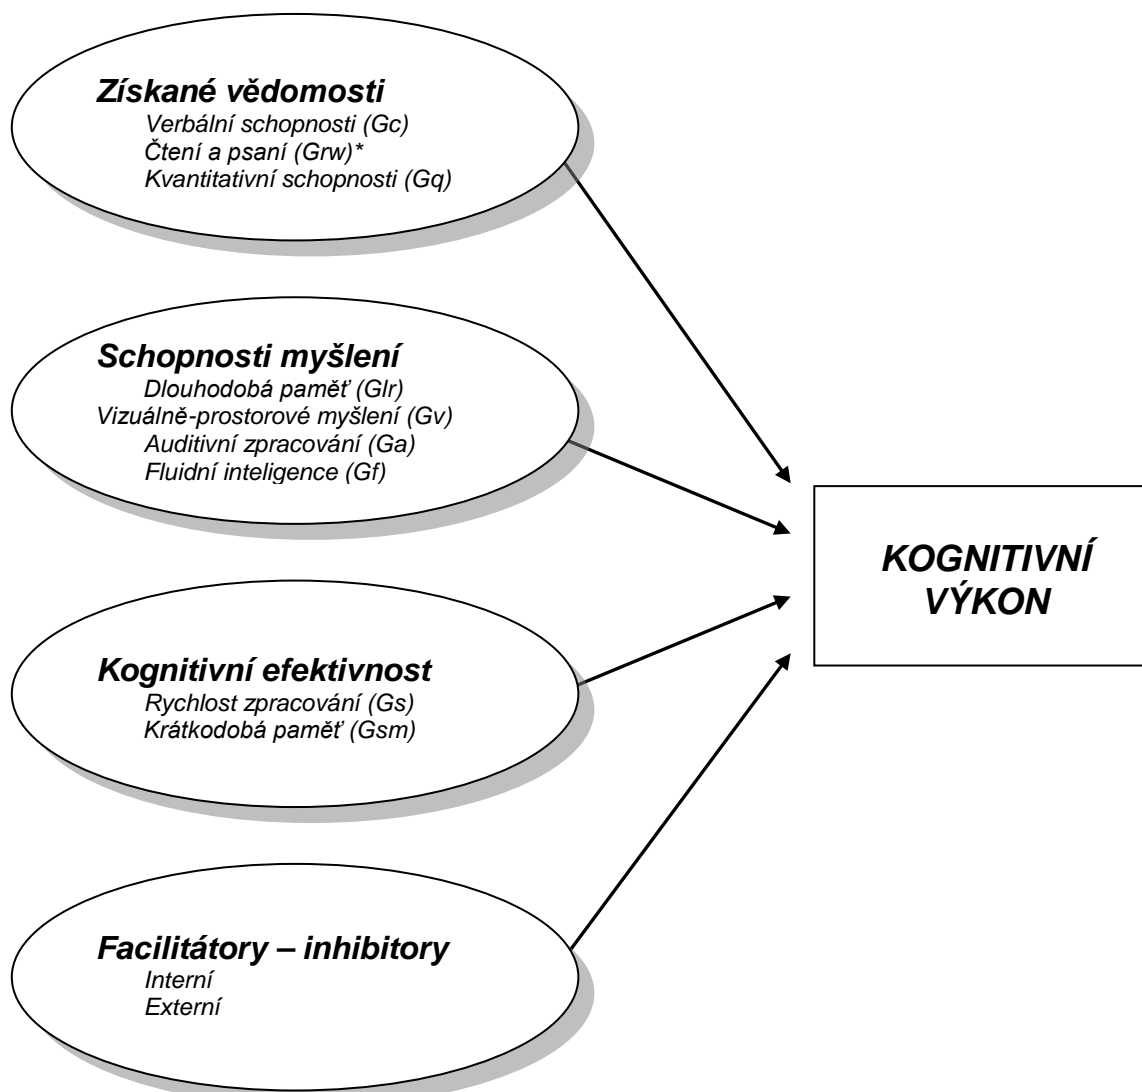 Získané vědomosti
Verbální schopnosti (Gc)
Čtení a psaní (Grw)*
Kvantitativní schopnosti (Gq)
Schopnosti myšlení
Dlouhodobá paměť (Glr)
Vizuálně-prostorové myšlení (Gv)
Auditivní zpracování (Ga)
Fluidní inteligence (Gf)
KOGNITIVNÍ
VÝKON
Kognitivní efektivnost
Rychlost zpracování (Gs)
Krátkodobá paměť (Gsm)
Facilitátory – inhibitory
Interní
Externí